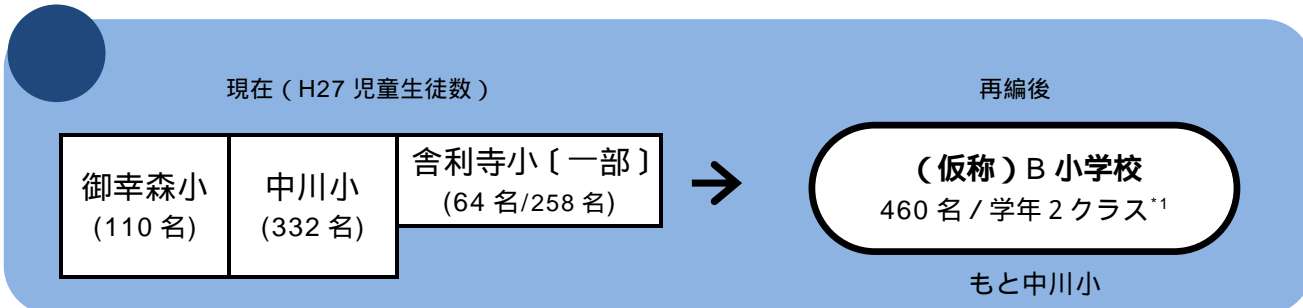 現在（H27 児童生徒数）
再編後
御幸森小
(110 名)
中川小
(332 名)
舎利寺小〔一部〕
(64 名/258 名)
（仮称）B 小学校
460 名 / 学年 2 クラス*1
もと中川小